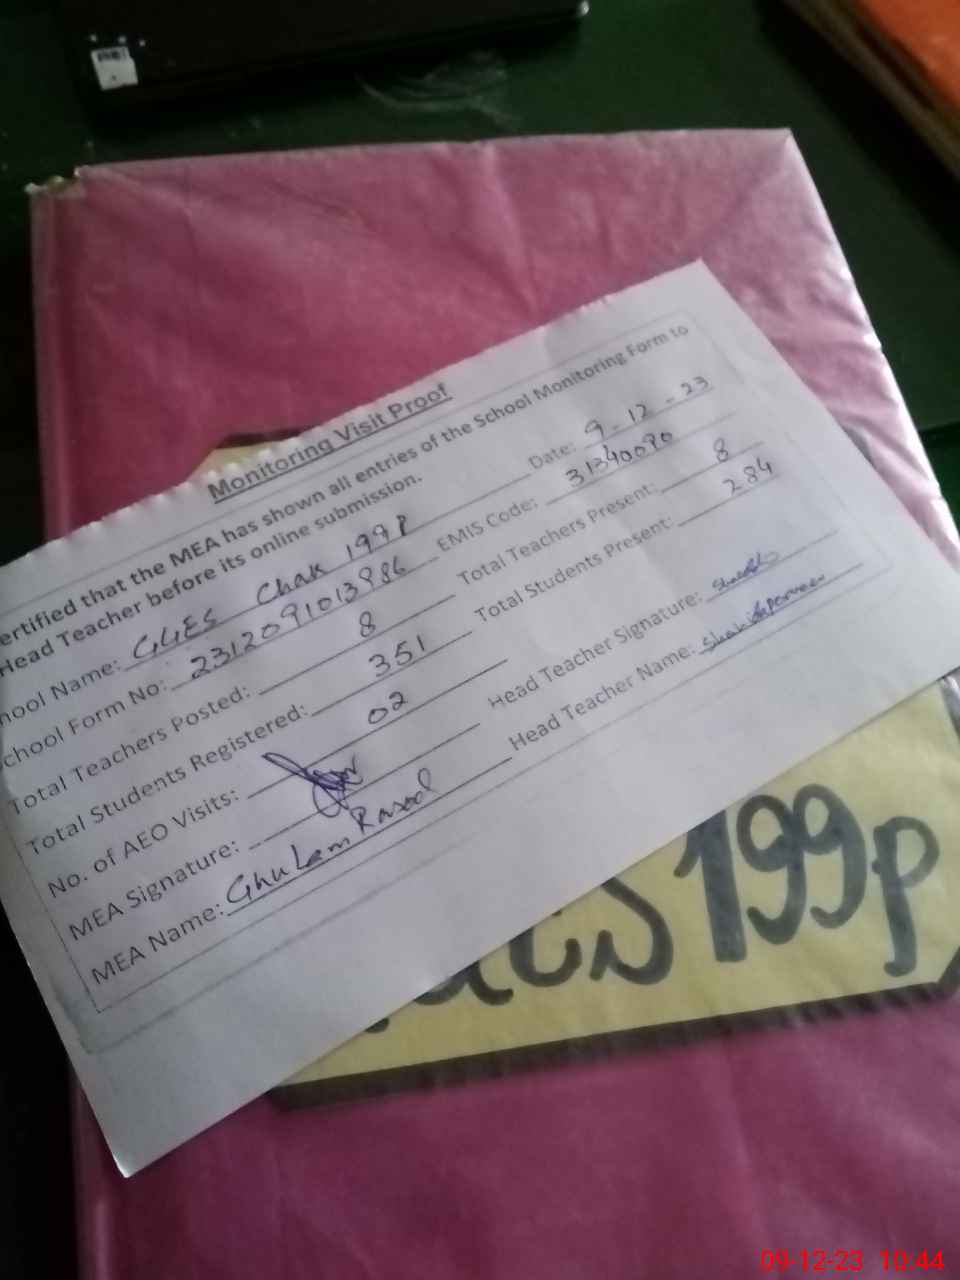 Monitoring Visit Proof
ertified that the MEA has shown all entries of the School Monitoring Form to
Head Teacher before its online submission.
hool Name: GGES Chak 199P Date: 9-12-23
chool Form No: 2312091013986 EMIS Code: 31340090
Total Teachers Posted: 8 Total Teachers Present: 8
Total Students Registered: 351 Total Students Present: 284
No. of AEO Visits: 02
MEA Signature: Head Teacher Signature:
MEA Name: Ghulam Rasool Head Teacher Name:
199p
09-12-23 10:44